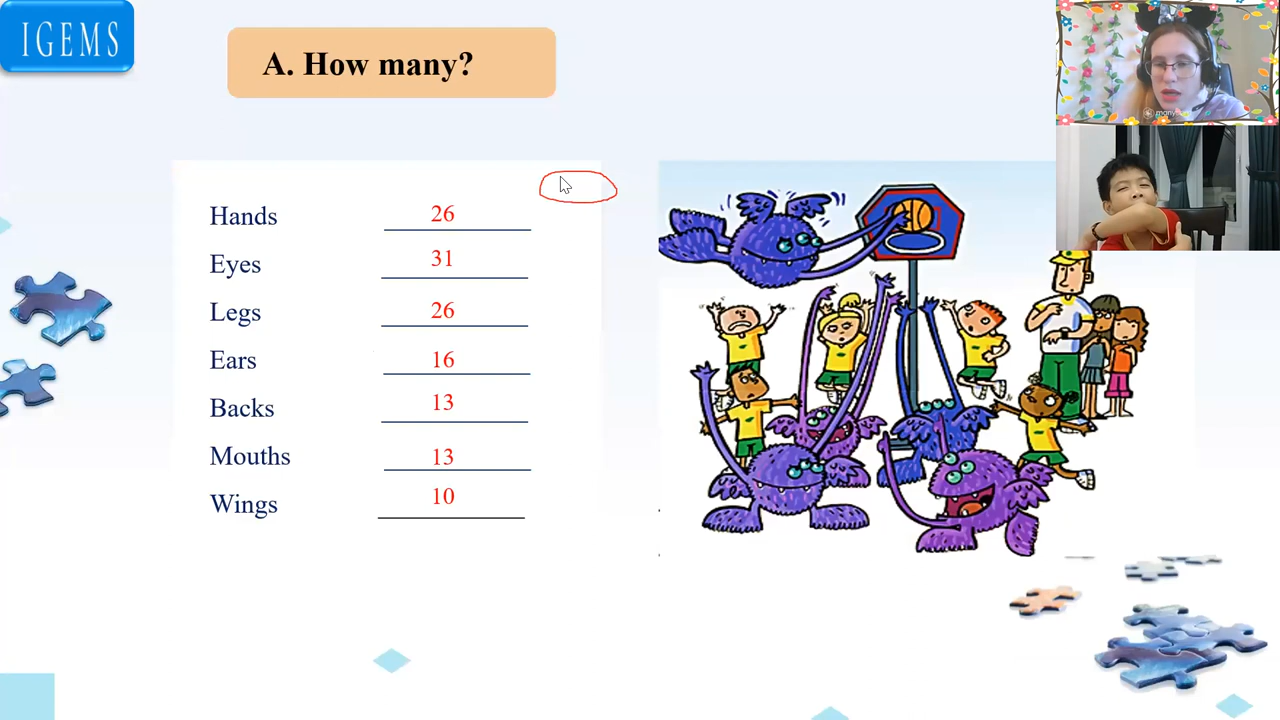 IGEMS
A. How many?
Hands 26
Eyes 31
Legs 26
Ears 16
Backs 13
Mouths 13
Wings 10